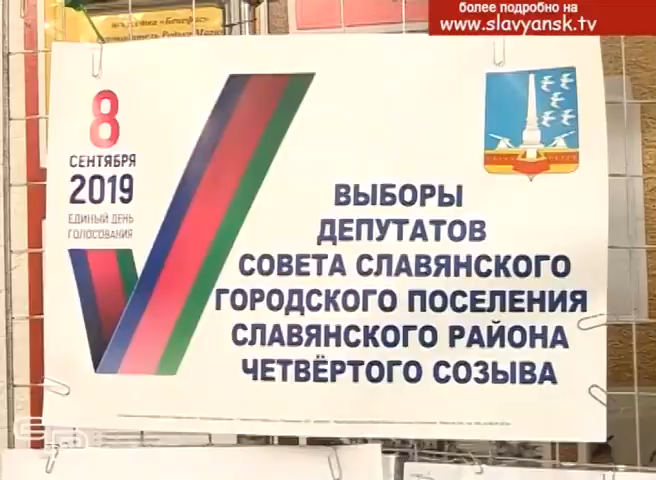 более подробно на
www.slavyansk.tv
8
СЕНТЯБРЯ
2019
ЕДИНЫЙ ДЕНЬ
ГОЛОСОВАНИЯ
ВЫБОРЫ
ДЕПУТАТОВ
СОВЕТА СЛАВЯНСКОГО
ГОРОДСКОГО ПОСЕЛЕНИЯ
СЛАВЯНСКОГО РАЙОНА
ЧЕТВЁРТОГО СОЗЫВА